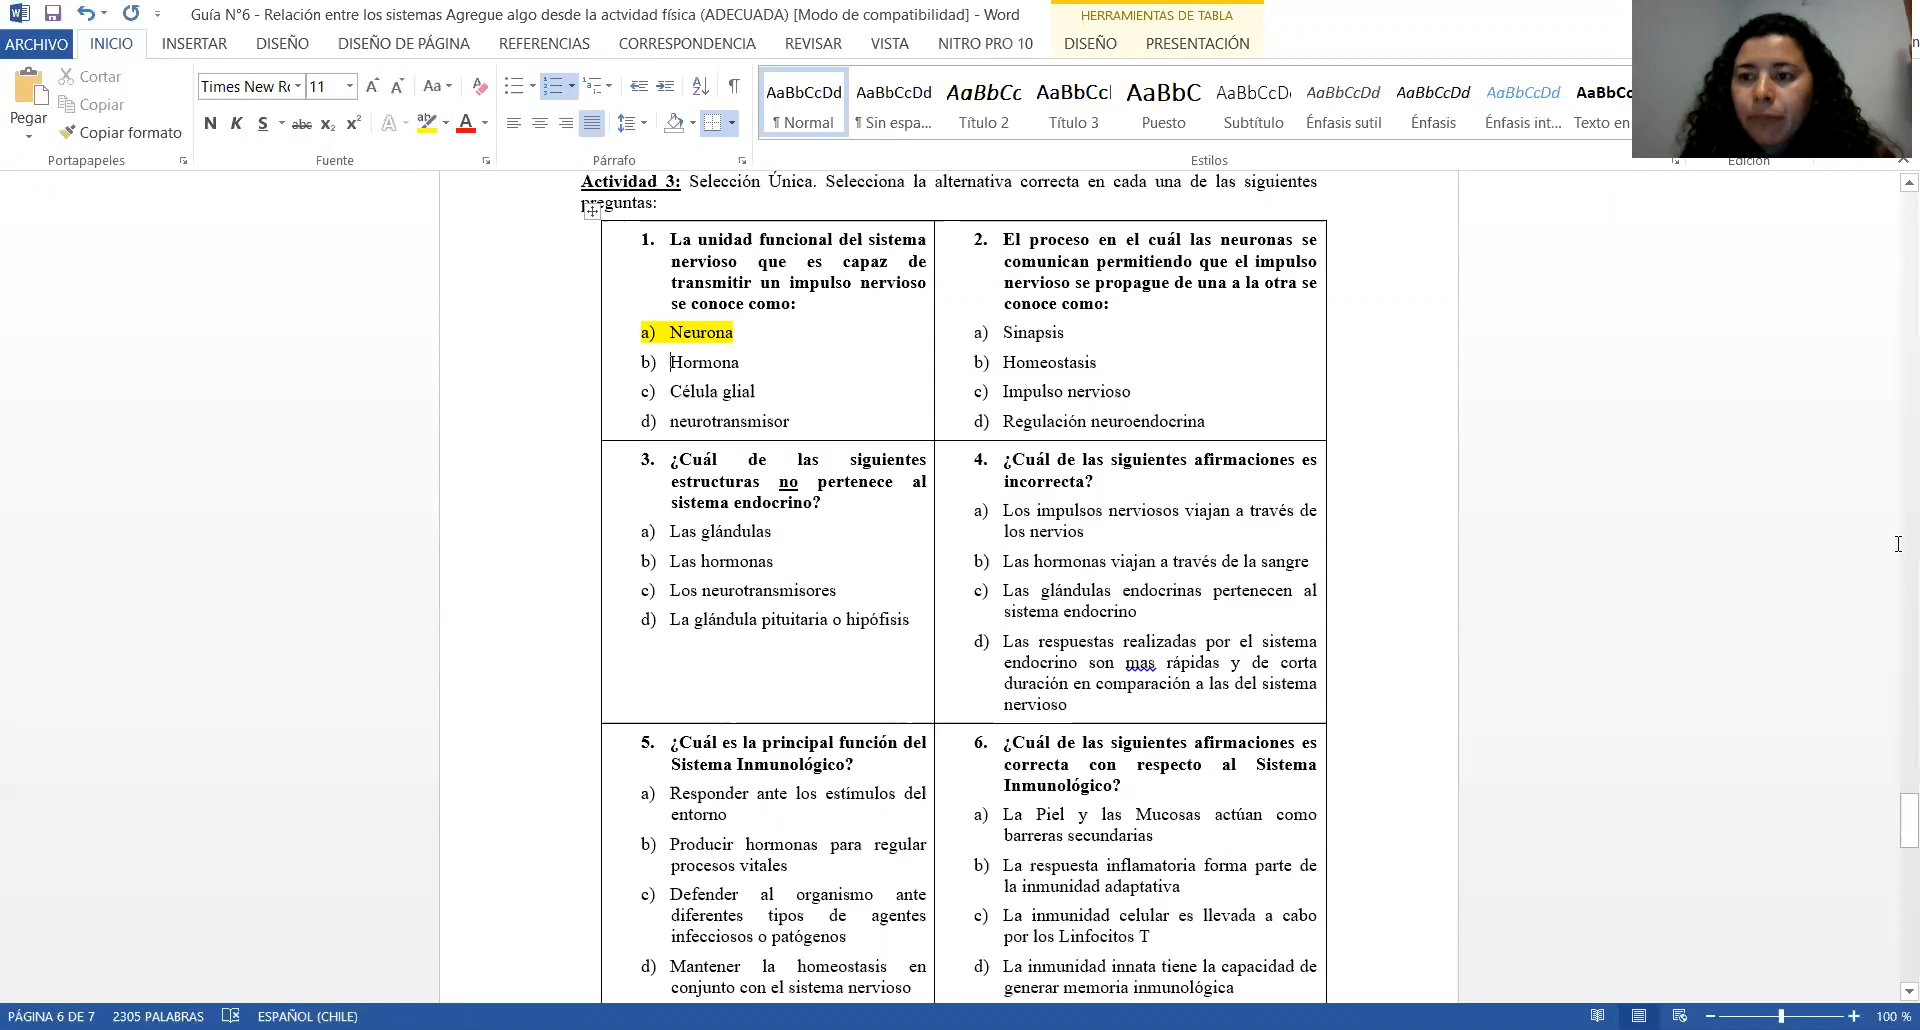 Guía N°6 - Relación entre los sistemas Agregue algo desde la actvidad física (ADECUADA) [Modo de compatibilidad] - Word
HERRAMIENTAS DE TABLA
ARCHIVO INICIO INSERTAR DISEÑO DISEÑO DE PÁGINA REFERENCIAS CORRESPONDENCIA REVISAR VISTA NITRO PRO 10 DISEÑO PRESENTACIÓN
Cortar
Copiar
Copiar formato
Pegar
Times New Rc 11
Aa
N K S abc x₂ x² A ab A
AaBbCcDd AaBbCcDd AaBbCc AaBbCcI AaBbC AaBbCcD AaBbCcDd AaBbCcDd AaBbCcDd AaBbCc
¶ Normal ¶ Sin espa... Título 2 Título 3 Puesto Subtítulo Énfasis sutil Énfasis Énfasis int... Texto en
Portapapeles Fuente Párrafo Estilos Edición
Actividad 3: Selección Única. Selecciona la alternativa correcta en cada una de las siguientes
preguntas:
1. La unidad funcional del sistema
nervioso que es capaz de
transmitir un impulso nervioso
se conoce como:
a) Neurona
b) Hormona
c) Célula glial
d) neurotransmisor
2. El proceso en el cuál las neuronas se
comunican permitiendo que el impulso
nervioso se propague de una a la otra se
conoce como:
a) Sinapsis
b) Homeostasis
c) Impulso nervioso
d) Regulación neuroendocrina
3. ¿Cuál de las siguientes
estructuras no pertenece al
sistema endocrino?
a) Las glándulas
b) Las hormonas
c) Los neurotransmisores
d) La glándula pituitaria o hipófisis
4. ¿Cuál de las siguientes afirmaciones es
incorrecta?
a) Los impulsos nerviosos viajan a través de
los nervios
b) Las hormonas viajan a través de la sangre
c) Las glándulas endocrinas pertenecen al
sistema endocrino
d) Las respuestas realizadas por el sistema
endocrino son mas rápidas y de corta
duración en comparación a las del sistema
nervioso
5. ¿Cuál es la principal función del
Sistema Inmunológico?
a) Responder ante los estímulos del
entorno
b) Producir hormonas para regular
procesos vitales
c) Defender al organismo ante
diferentes tipos de agentes
infecciosos o patógenos
d) Mantener la homeostasis en
conjunto con el sistema nervioso
6. ¿Cuál de las siguientes afirmaciones es
correcta con respecto al Sistema
Inmunológico?
a) La Piel y las Mucosas actúan como
barreras secundarias
b) La respuesta inflamatoria forma parte de
la inmunidad adaptativa
c) La inmunidad celular es llevada a cabo
por los Linfocitos T
d) La inmunidad innata tiene la capacidad de
generar memoria inmunológica
PÁGINA 6 DE 7 2305 PALABRAS ESPAÑOL (CHILE) 100 %